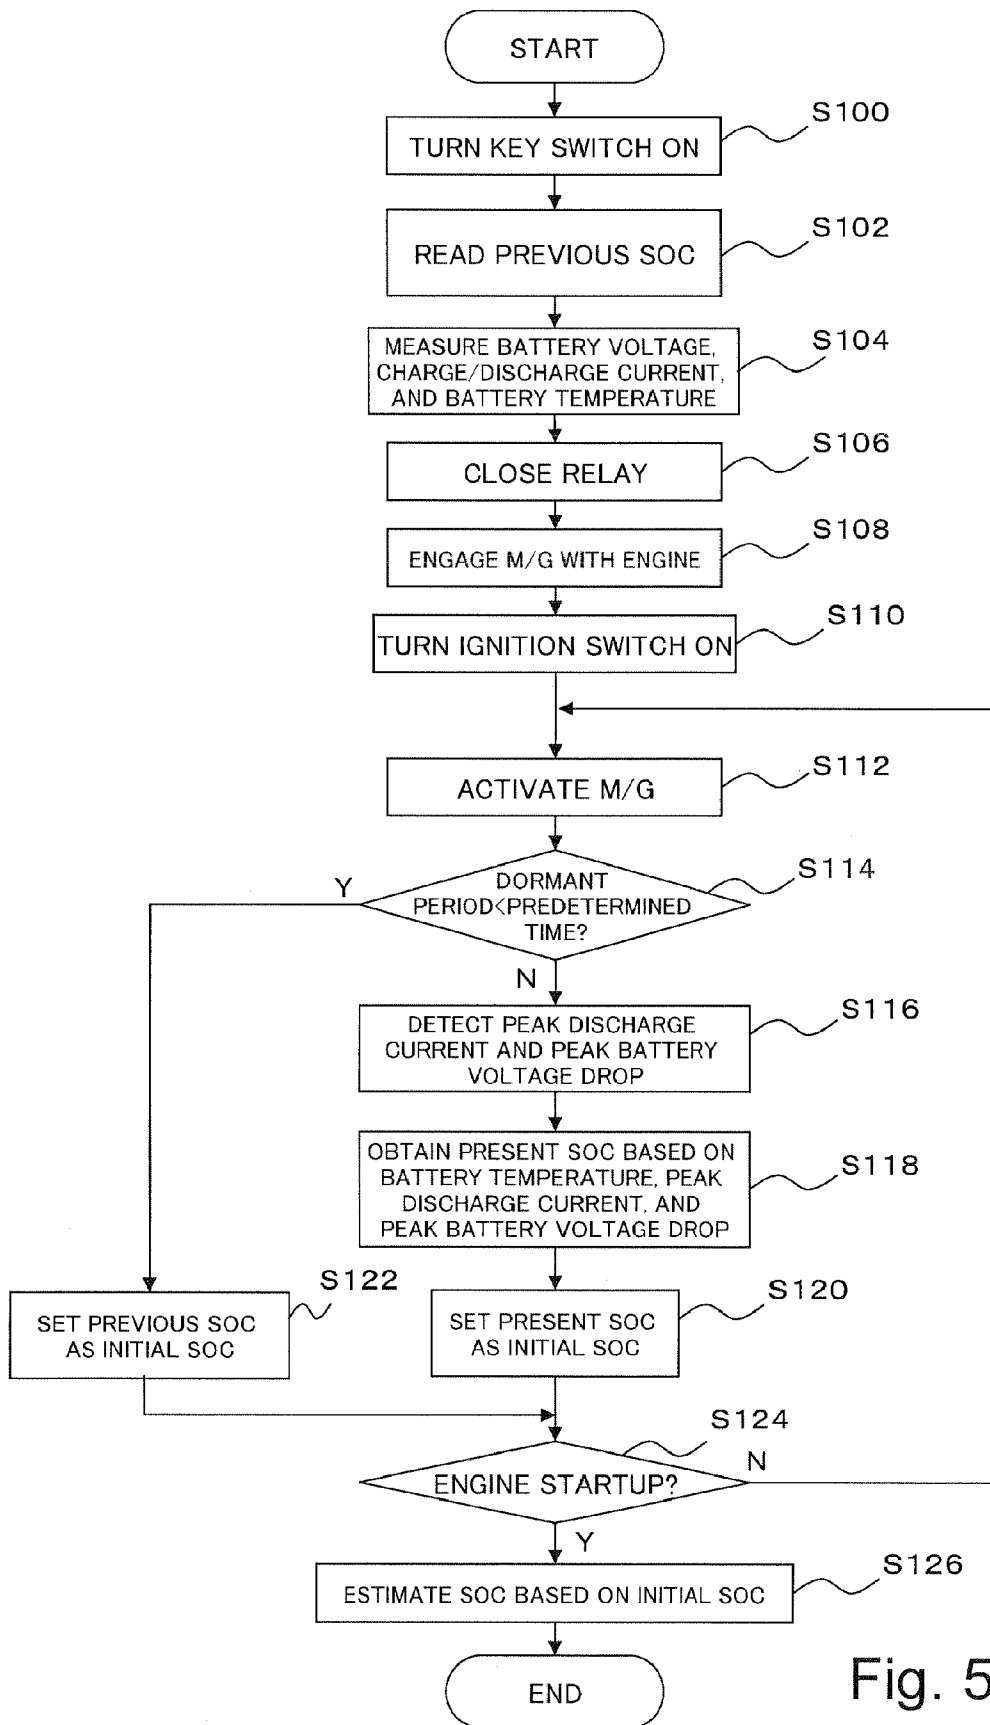 START
S100
TURN KEY SWITCH ON
S102
READ PREVIOUS SOC
S104
MEASURE BATTERY VOLTAGE,
CHARGE/DISCHARGE CURRENT,
AND BATTERY TEMPERATURE
S106
CLOSE RELAY
S108
ENGAGE M/G WITH ENGINE
S110
TURN IGNITION SWITCH ON
S112
ACTIVATE M/G
S114
Y
DORMANT
PERIOD<PREDETERMINED
TIME?
N
S116
DETECT PEAK DISCHARGE
CURRENT AND PEAK BATTERY
VOLTAGE DROP
S118
OBTAIN PRESENT SOC BASED ON
BATTERY TEMPERATURE, PEAK
DISCHARGE CURRENT, AND
PEAK BATTERY VOLTAGE DROP
S122
SET PREVIOUS SOC
AS INITIAL SOC
S120
SET PRESENT SOC
AS INITIAL SOC
S124
ENGINE STARTUP?
N
Y
S126
ESTIMATE SOC BASED ON INITIAL SOC
END
Fig. 5